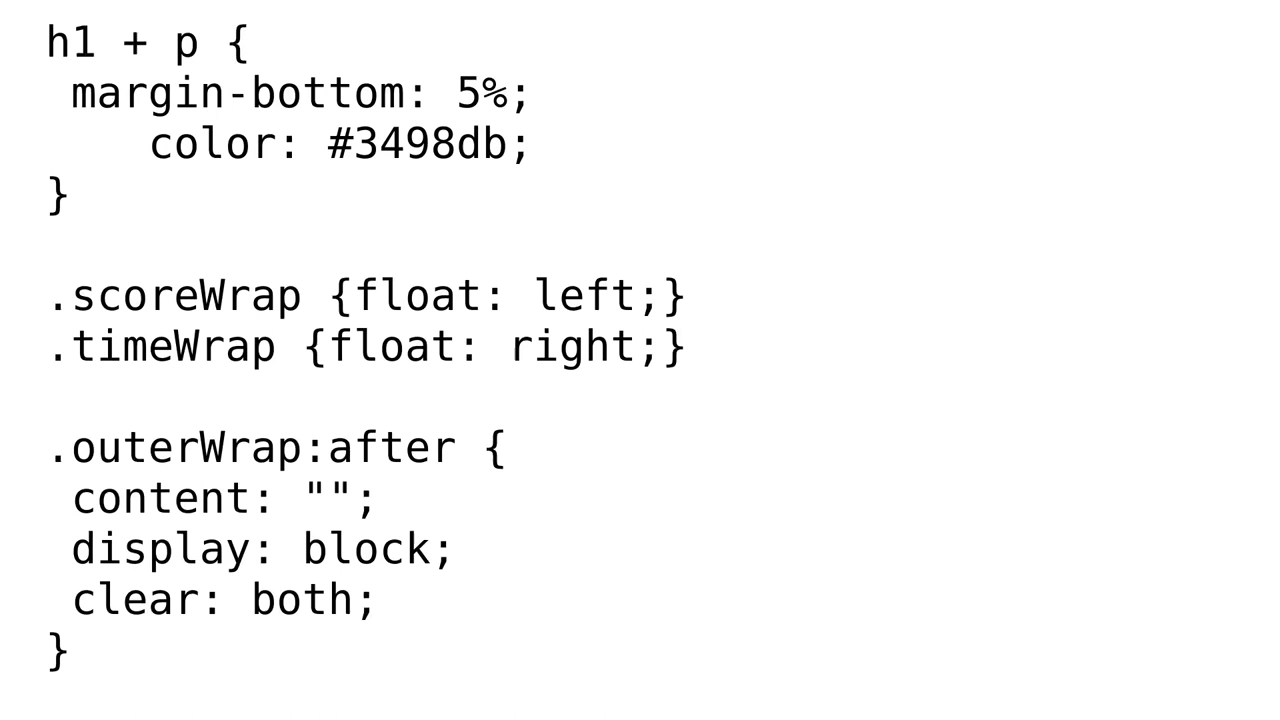 h1 + p {
 margin-bottom: 5%;
    color: #3498db;
}

.scoreWrap {float: left;}
.timeWrap {float: right;}

.outerWrap:after {
 content: "";
 display: block;
 clear: both;
}